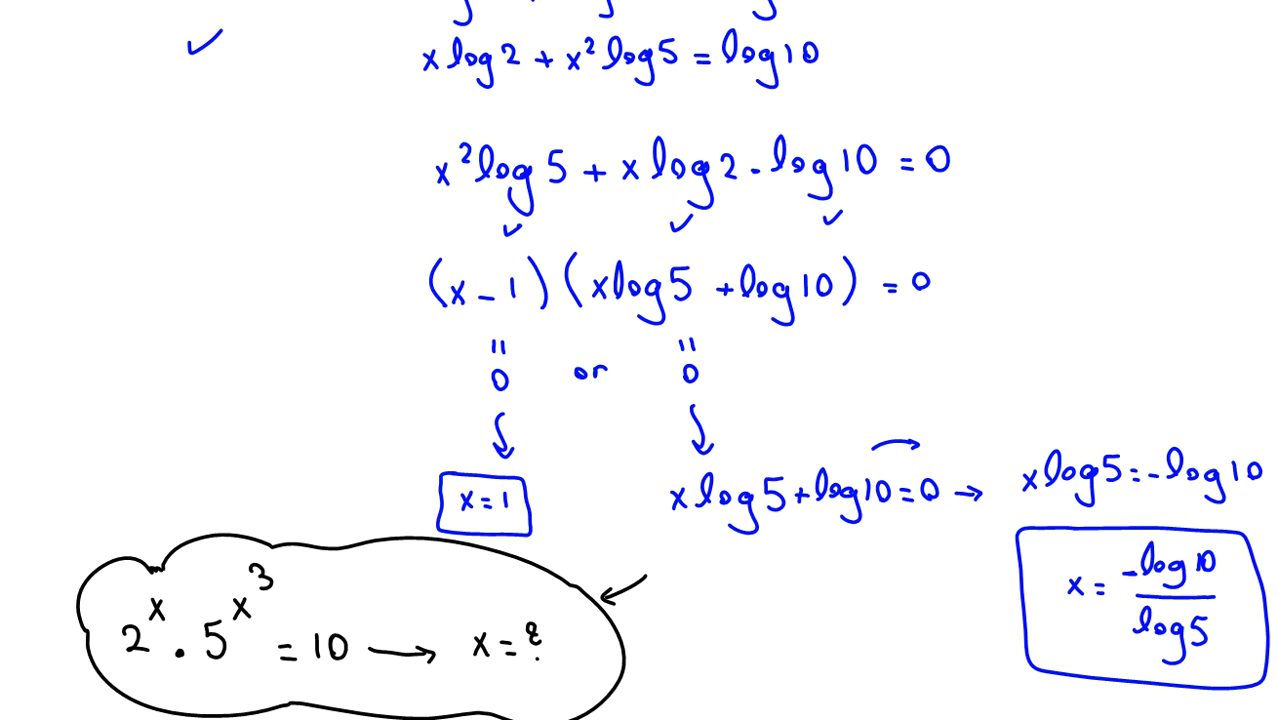 x log 2 + x² log 5 = log 10
x² log 5 + x log 2 - log 10 = 0
(x - 1) (x log 5 + log 10) = 0
= 0 or = 0
x = 1
x log 5 + log 10 = 0 → x log 5 = - log 10
x = -log 10 / log 5
2^x . 5^x^3 = 10 → x = ?